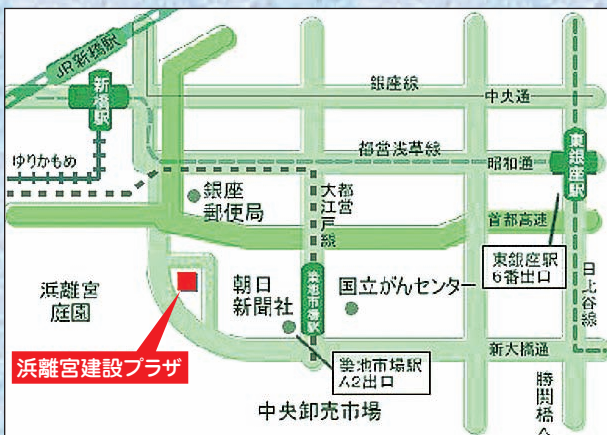 JR新橋駅
新橋駅
ゆりかもめ
銀座線
中央通
都営浅草線
昭和通
東銀座駅
銀座
郵便局
都営
大江戸線
首都高速
東銀座駅
6番出口
日比谷線
浜離宮
庭園
朝日
新聞社
築地市場駅
国立がんセンター
浜離宮建設プラザ
築地市場駅
A2出口
新大橋通
中央卸売市場
勝鬨橋へ